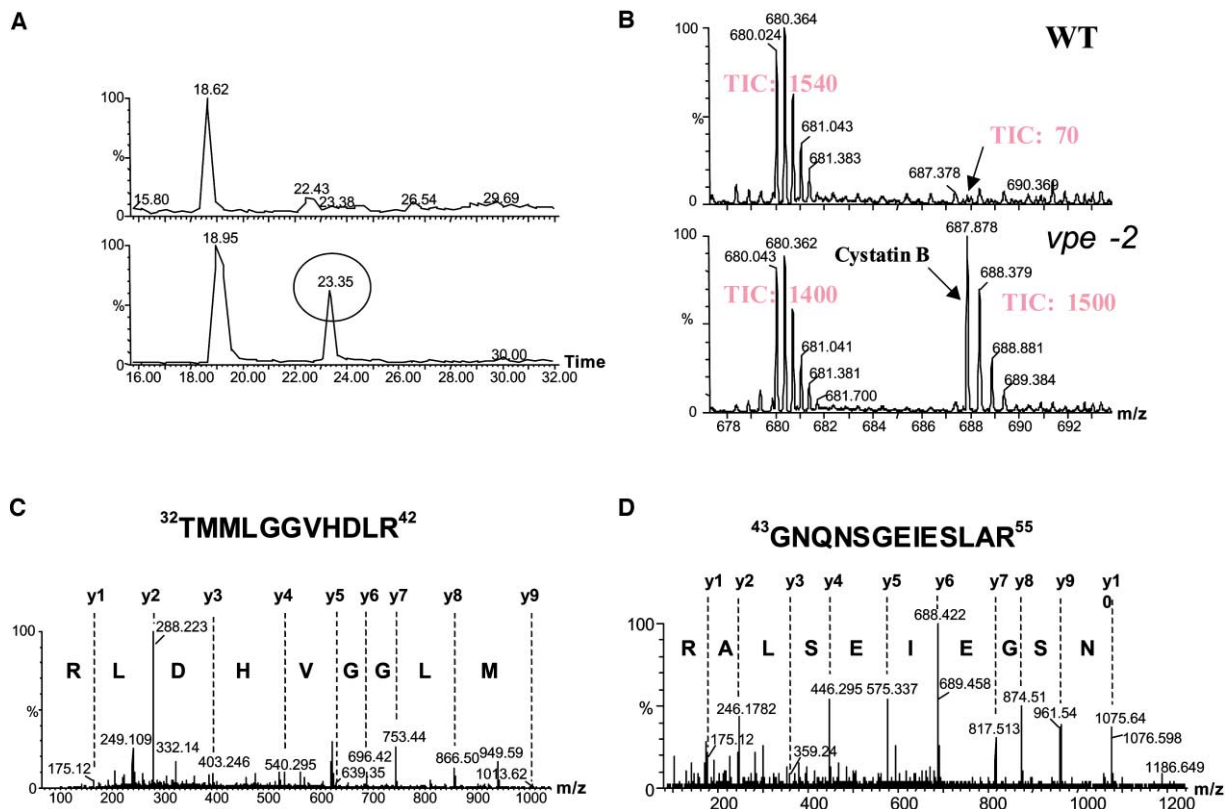 A
100
%
0
18.62
15.80
22.43
23.38
26.54
29.69
100
%
0
18.95
23.35
30.00
Time
16.00 18.00 20.00 22.00 24.00 26.00 28.00 30.00 32.00
B
100
%
0
680.364
680.024
WT
TIC: 1540
681.043
681.383
TIC: 70
687.378
690.369
100
%
0
687.878
vpe -2
680.362
680.043
Cystatin B
688.379
TIC: 1400
TIC: 1500
681.041
681.381
681.700
688.881
689.384
m/z
678 680 682 684 686 688 690 692
C
32TMMLGGVHDLR42
y1 y2 y3 y4 y5 y6 y7 y8 y9
100
%
0
288.223
R L D H V G G L M
249.109
332.14
175.12
403.246
540.295
639.35
696.42
753.44
866.50
949.59
1013.62
100 200 300 400 500 600 700 800 900 1000
m/z
D
43GNQNSGEIESLAR55
y1 y2 y3 y4 y5 y6 y7 y8 y9 y1
0
100
%
0
688.422
R A L S E I E G S N
446.295
575.337
689.458
874.51
246.1782
817.513
961.54
1075.64
1076.598
175.12
359.24
1186.649
200 400 600 800 1000 1200
m/z